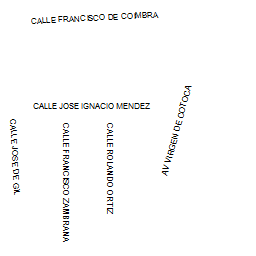 CALLE FRANCISCO DE COIMBRA
CALLE JOSE IGNACIO MENDEZ
CALLE JOSE DE GIL
CALLE FRANCISCO ZAMBRANA
CALLE ROLANDO ORTIZ
AV VIRGEN DE COTOCA